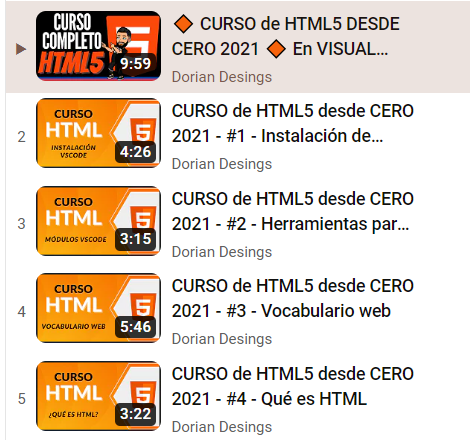 CURSO
COMPLETO
HTML5
9:59
🔶 CURSO de HTML5 DESDE
CERO 2021 🔶 En VISUAL...
Dorian Desings
2
CURSO
HTML
INSTALACIÓN
VSCODE
5
4:26
CURSO de HTML5 desde CERO
2021 - #1 - Instalación de...
Dorian Desings
3
CURSO
HTML
MÓDULOS VSCODE
5
3:15
CURSO de HTML5 desde CERO
2021 - #2 - Herramientas par...
Dorian Desings
4
CURSO
HTML
VOCABULARIO WEB
5
5:46
CURSO de HTML5 desde CERO
2021 - #3 - Vocabulario web
Dorian Desings
5
CURSO
HTML
¿QUÉ ES HTML?
5
3:22
CURSO de HTML5 desde CERO
2021 - #4 - Qué es HTML
Dorian Desings